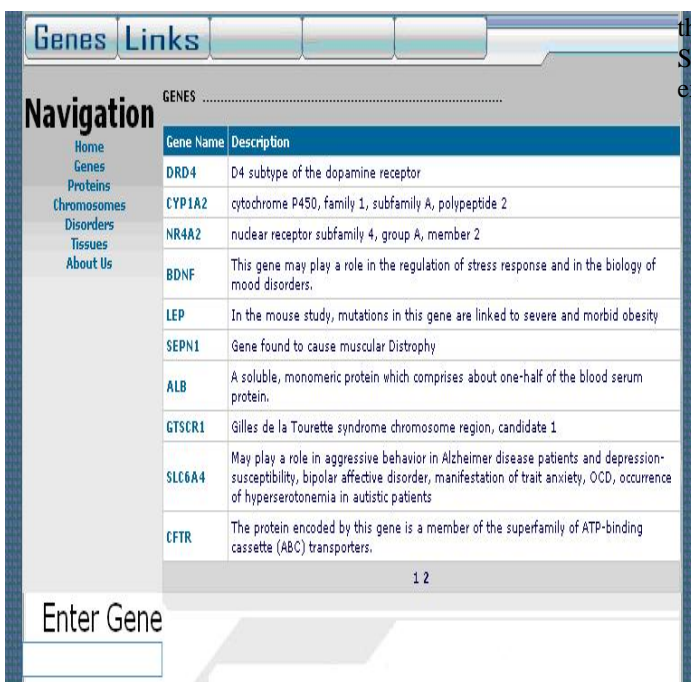 Genes Links
Navigation
Home
Genes
Proteins
Chromosomes
Disorders
Tissues
About Us
GENES ....................................................................................................
Gene Name Description
DRD4 D4 subtype of the dopamine receptor
CYP1A2 cytochrome P450, family 1, subfamily A, polypeptide 2
NR4A2 nuclear receptor subfamily 4, group A, member 2
BDNF This gene may play a role in the regulation of stress response and in the biology of
mood disorders.
LEP In the mouse study, mutations in this gene are linked to severe and morbid obesity
SEPN1 Gene found to cause muscular Distrophy
ALB A soluble, monomeric protein which comprises about one-half of the blood serum
protein.
GTSCR1 Gilles de la Tourette syndrome chromosome region, candidate 1
SLC6A4 May play a role in aggressive behavior in Alzheimer disease patients and depression-
susceptibility, bipolar affective disorder, manifestation of trait anxiety, OCD, occurrence
of hyperserotonemia in autistic patients
CFTR The protein encoded by this gene is a member of the superfamily of ATP-binding
cassette (ABC) transporters.
1 2
Enter Gene